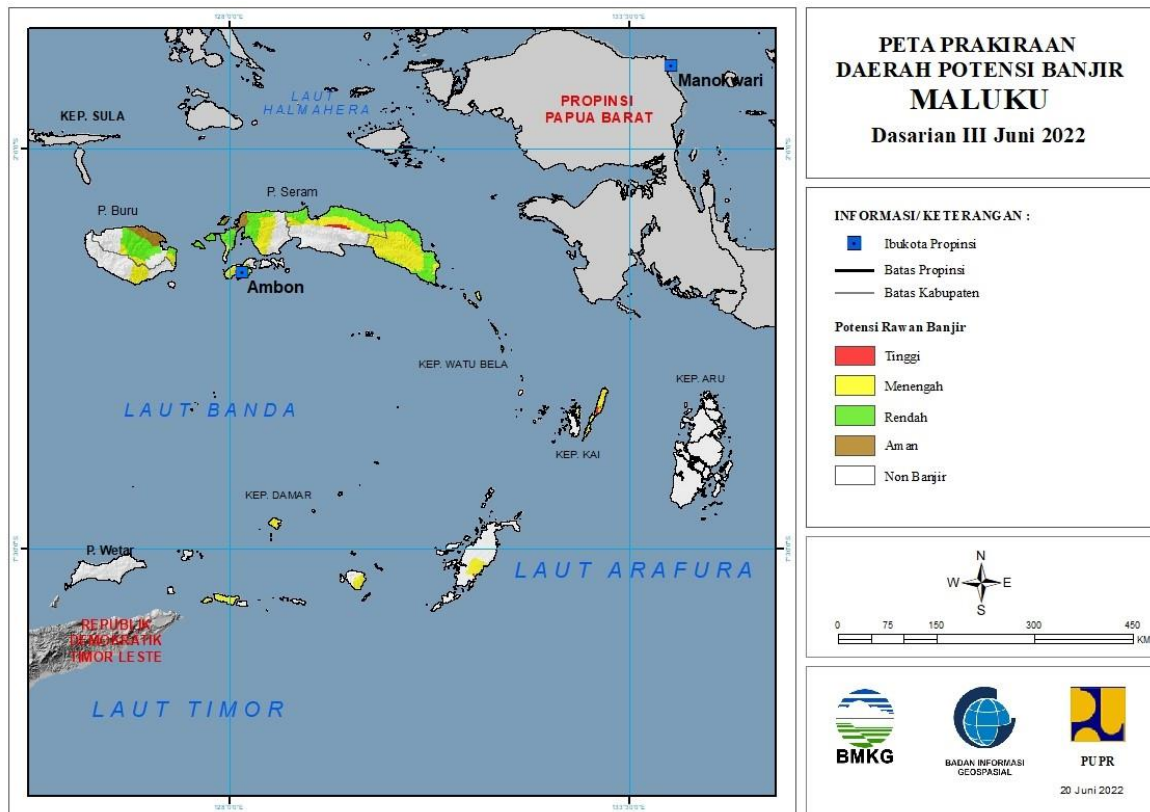 PETA PRAKIRAAN
DAERAH POTENSI BANJIR
MALUKU
Dasarian III Juni 2022
INFORMASI/ KETERANGAN :
Ibukota Propinsi
Batas Propinsi
Batas Kabupaten
Potensi Rawan Banjir
Tinggi
Menengah
Rendah
Aman
Non Banjir
N
W E
S
0 75 150 300 450
KM
BMKG
BADAN INFORMASI
GEOSPASIAL
PUPR
20 Juni 2022
Manokwari
LAUT
HALMAHERA
PROPINSI
PAPUA BARAT
KEP. SULA
P. Seram
P. Buru
Ambon
KEP. WATU BELA
KEP. ARU
LAUT BANDA
KEP. KAI
KEP. DAMAR
P. Wetar
LAUT ARAFURA
REPUBLIK
DEMOKRATIK
TIMOR LESTE
LAUT TIMOR